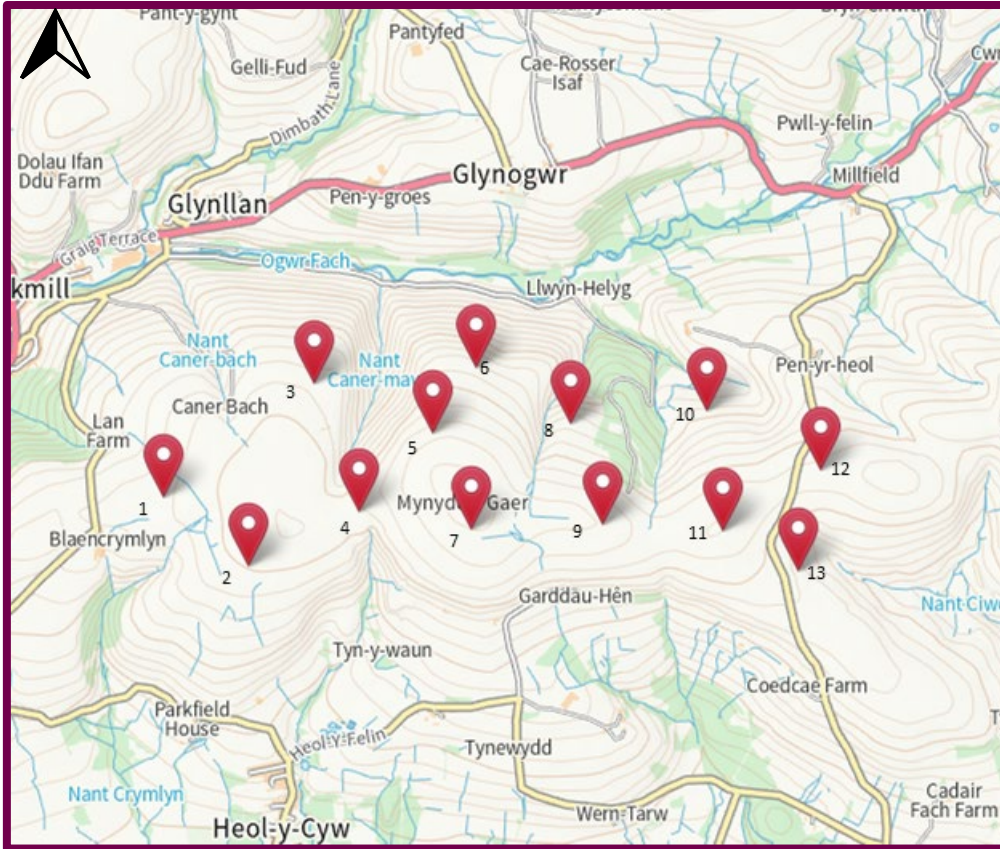 Pant-y-gynt
Pantyfed
Gelli-Fud
Cae-Rosser
Isaf
Cwr
Dimbath Lane
Pwll-y-felin
Dolau Ifan
Ddu Farm
Glynogwr
Millfield
Pen-y-groes
Glynllan
Graig Terrace
Ogwr Fach
kmill
Llwyn-Helyg
Nant
Caner-bach
Nant
Caner-maw
3
6
Pen-yr-heol
Caner Bach
10
8
Lan
Farm
5
12
Mynydd Gaer
1
4
7
9
11
Blaencrymlyn
2
13
Garddau-Hên
Nant Ciw
Tyn-y-waun
Coedcae Farm
Parkfield
House
Heol-Y-Felin
Tynewydd
T
Nant Crymlyn
Cadair
Fach Farm
Wern-Tarw
Heol-y-Cyw